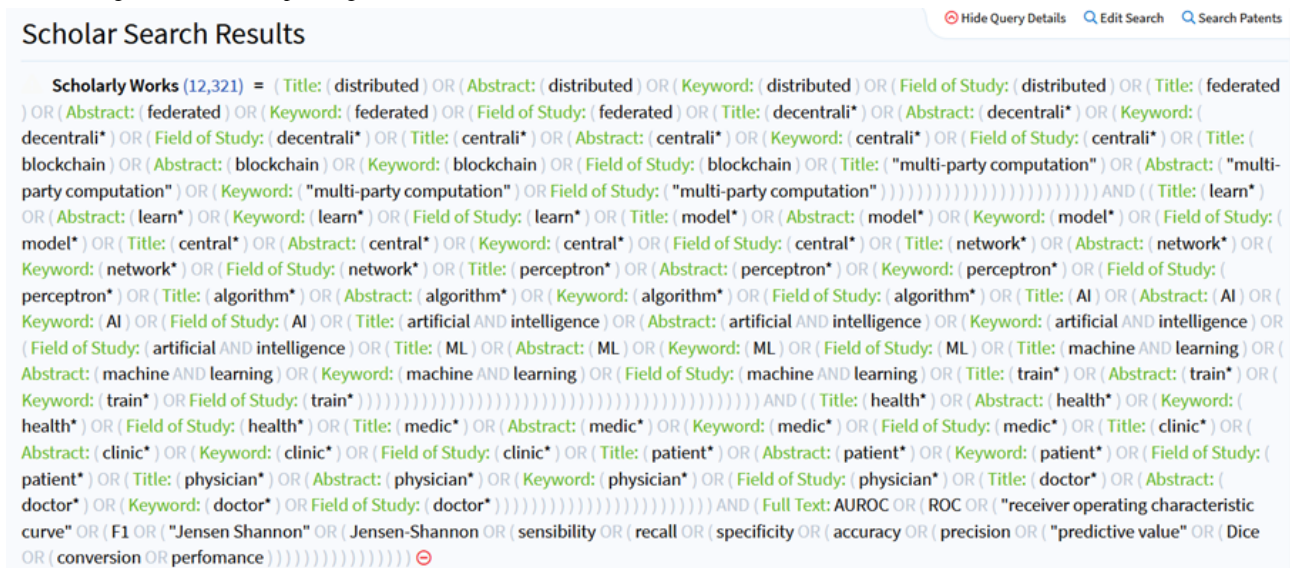 Hide Query Details Edit Search Search Patents
Scholar Search Results
Scholarly Works (12,321) = ( Title: ( distributed ) OR ( Abstract: ( distributed ) OR ( Keyword: ( distributed ) OR ( Field of Study: ( distributed ) OR ( Title: ( federated
) OR ( Abstract: ( federated ) OR ( Keyword: ( federated ) OR ( Field of Study: ( federated ) OR ( Title: ( decentrali* ) OR ( Abstract: ( decentrali* ) OR ( Keyword: (
decentrali* ) OR ( Field of Study: ( decentrali* ) OR ( Title: ( centrali* ) OR ( Abstract: ( centrali* ) OR ( Keyword: ( centrali* ) OR ( Field of Study: ( centrali* ) OR ( Title: (
blockchain ) OR ( Abstract: ( blockchain ) OR ( Keyword: ( blockchain ) OR ( Field of Study: ( blockchain ) OR ( Title: ( "multi-party computation" ) OR ( Abstract: ( "multi-
party computation" ) OR ( Keyword: ( "multi-party computation" ) OR Field of Study: ( "multi-party computation" ) ) ) ) ) ) ) ) ) ) ) ) ) ) ) ) ) ) ) ) ) ) ) ) AND ( ( Title: ( learn* )
OR ( Abstract: ( learn* ) OR ( Keyword: ( learn* ) OR ( Field of Study: ( learn* ) OR ( Title: ( model* ) OR ( Abstract: ( model* ) OR ( Keyword: ( model* ) OR ( Field of Study: (
model* ) OR ( Title: ( central* ) OR ( Abstract: ( central* ) OR ( Keyword: ( central* ) OR ( Field of Study: ( central* ) OR ( Title: ( network* ) OR ( Abstract: ( network* ) OR (
Keyword: ( network* ) OR ( Field of Study: ( network* ) OR ( Title: ( perceptron* ) OR ( Abstract: ( perceptron* ) OR ( Keyword: ( perceptron* ) OR ( Field of Study: (
perceptron* ) OR ( Title: ( algorithm* ) OR ( Abstract: ( algorithm* ) OR ( Keyword: ( algorithm* ) OR ( Field of Study: ( algorithm* ) OR ( Title: ( AI ) OR ( Abstract: ( AI ) OR (
Keyword: ( AI ) OR ( Field of Study: ( AI ) OR ( Title: ( artificial AND intelligence ) OR ( Abstract: ( artificial AND intelligence ) OR ( Keyword: ( artificial AND intelligence ) OR
( Field of Study: ( artificial AND intelligence ) OR ( Title: ( ML ) OR ( Abstract: ( ML ) OR ( Keyword: ( ML ) OR ( Field of Study: ( ML ) OR ( Title: ( machine AND learning ) OR (
Abstract: ( machine AND learning ) OR ( Keyword: ( machine AND learning ) OR ( Field of Study: ( machine AND learning ) OR ( Title: ( train* ) OR ( Abstract: ( train* ) OR (
Keyword: ( train* ) OR Field of Study: ( train* ) ) ) ) ) ) ) ) ) ) ) ) ) ) ) ) ) ) ) ) ) ) ) ) ) ) ) ) ) ) ) ) ) ) ) ) ) ) ) ) ) AND ( ( Title: ( health* ) OR ( Abstract: ( health* ) OR ( Keyword: (
health* ) OR ( Field of Study: ( health* ) OR ( Title: ( medic* ) OR ( Abstract: ( medic* ) OR ( Keyword: ( medic* ) OR ( Field of Study: ( medic* ) OR ( Title: ( clinic* ) OR (
Abstract: ( clinic* ) OR ( Keyword: ( clinic* ) OR ( Field of Study: ( clinic* ) OR ( Title: ( patient* ) OR ( Abstract: ( patient* ) OR ( Keyword: ( patient* ) OR ( Field of Study: (
patient* ) OR ( Title: ( physician* ) OR ( Abstract: ( physician* ) OR ( Keyword: ( physician* ) OR ( Field of Study: ( physician* ) OR ( Title: ( doctor* ) OR ( Abstract: (
doctor* ) OR ( Keyword: ( doctor* ) OR Field of Study: ( doctor* ) ) ) ) ) ) ) ) ) ) ) ) ) ) ) ) ) ) ) ) ) ) ) ) ) AND ( Full Text: AUROC OR ( ROC OR ( "receiver operating characteristic
curve" OR ( F1 OR ( "Jensen Shannon" OR ( Jensen-Shannon OR ( sensibility OR ( recall OR ( specificity OR ( accuracy OR ( precision OR ( "predictive value" OR ( Dice
OR ( conversion OR perfomance ) ) ) ) ) ) ) ) ) ) ) ) ) ) ) )